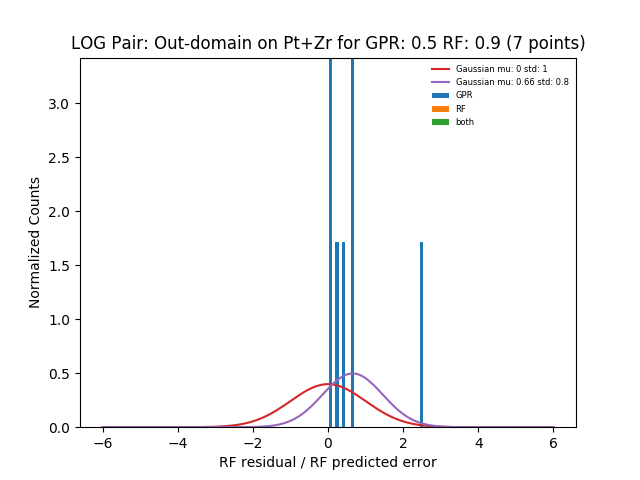 LOG Pair: Out-domain on Pt+Zr for GPR: 0.5 RF: 0.9 (7 points)
Gaussian mu: 0 std: 1
Gaussian mu: 0.66 std: 0.8
GPR
RF
both
Normalized Counts
3.0
2.5
2.0
1.5
1.0
0.5
0.0
−6 −4 −2 0 2 4 6
RF residual / RF predicted error